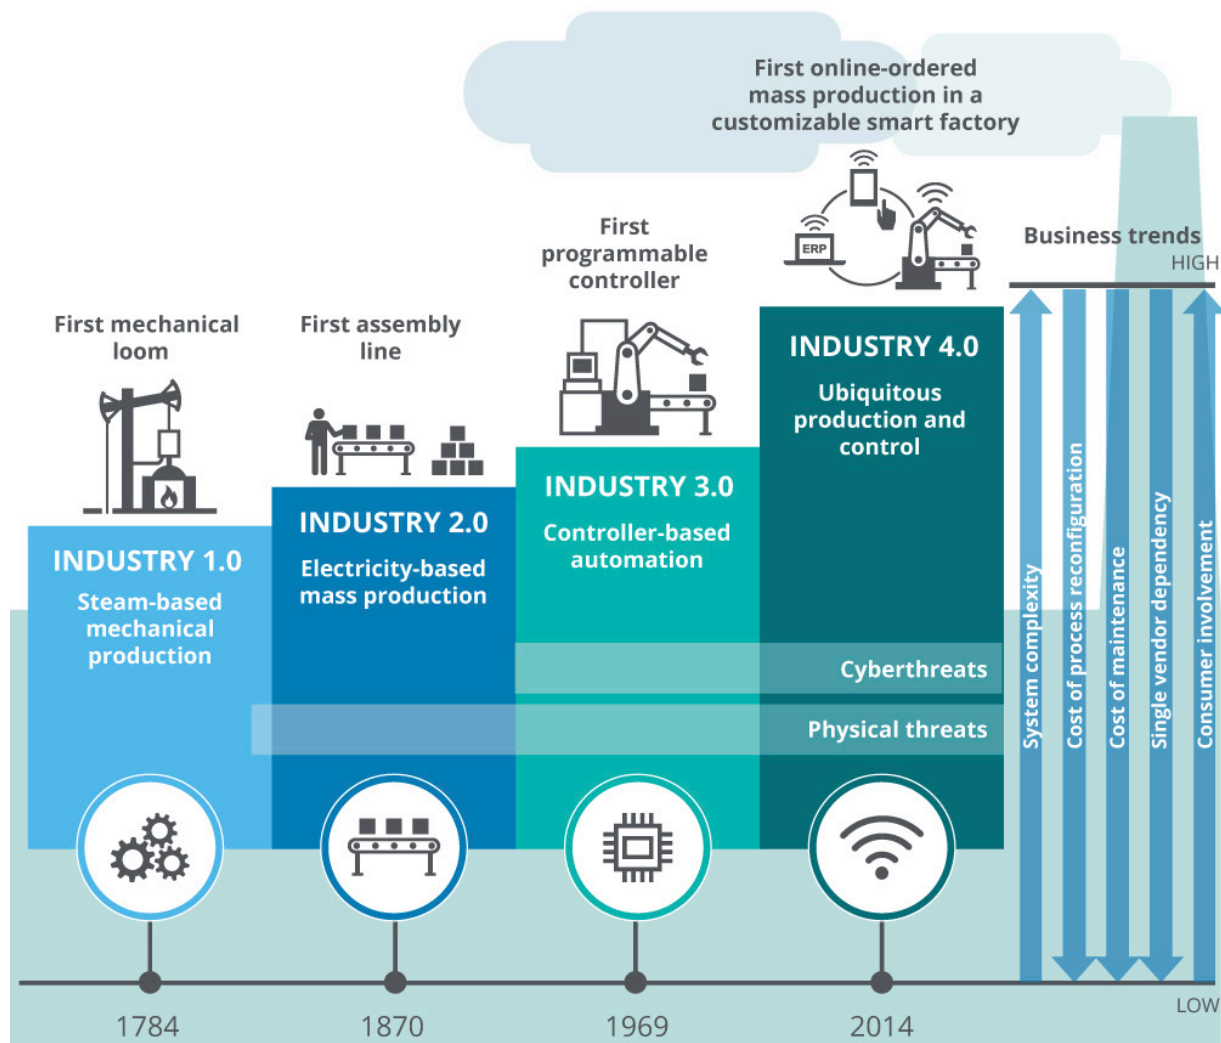 First online-ordered
mass production in a
customizable smart factory
First
programmable
controller
ERP
Business trends
HIGH
First mechanical
loom
First assembly
line
INDUSTRY 4.0
Ubiquitous
production and
control
INDUSTRY 3.0
Controller-based
automation
INDUSTRY 2.0
Electricity-based
mass production
INDUSTRY 1.0
Steam-based
mechanical
production
Cyberthreats
Physical threats
System complexity
Cost of process reconfiguration
Cost of maintenance
Single vendor dependency
Consumer involvement
LOW
1784
1870
1969
2014